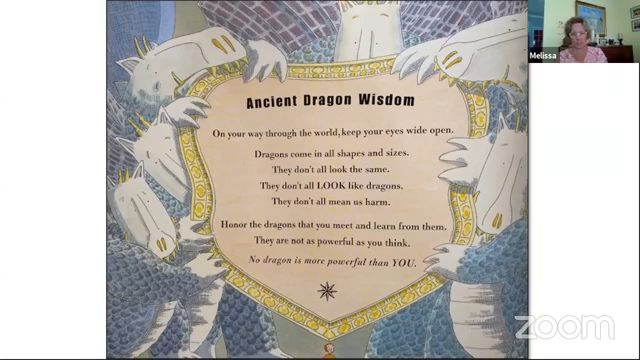 Melissa
Ancient Dragon Wisdom
On your way through the world, keep your eyes wide open.
Dragons come in all shapes and sizes.
They don't all look the same.
They don't all LOOK like dragons.
They don't all mean us harm.
Honor the dragons that you meet and learn from them.
They are not as powerful as you think.
No dragon is more powerful than YOU.
zoom